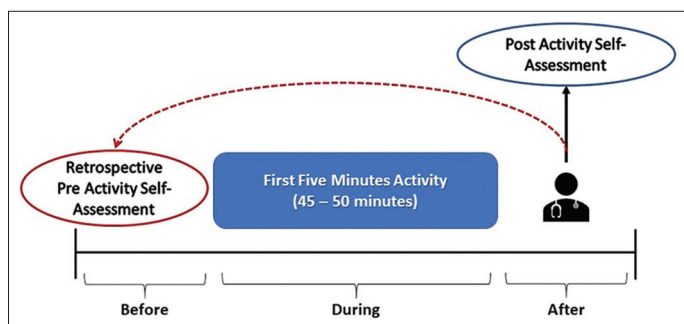 Post Activity Self-
Assessment
Retrospective
Pre Activity Self-
Assessment
First Five Minutes Activity
(45 – 50 minutes)
Before
During
After